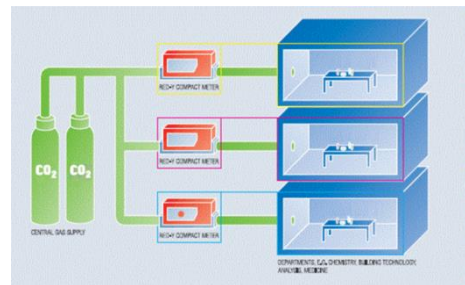 RED-Y COMPACT METER
CO2
CO2
RED-Y COMPACT METER
RED-Y COMPACT METER
CENTRAL GAS SUPPLY
DEPARTMENTS, E.G. CHEMISTRY, BUILDING TECHNOLOGY,
ANALYSIS, MEDICINE